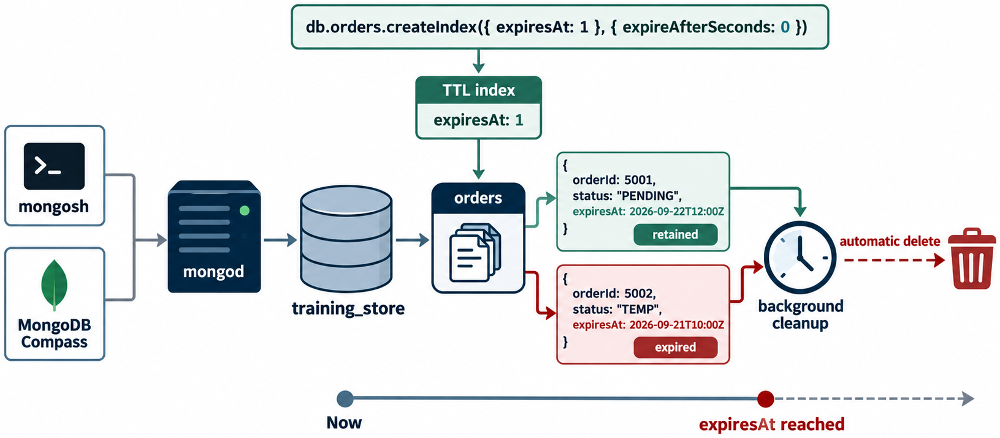 db.orders.createIndex({ expiresAt: 1 }, { expireAfterSeconds: 0 })
TTL index
expiresAt: 1
>_
mongosh
MongoDB
Compass
mongod
training_store
orders
{
orderId: 5001,
status: "PENDING",
expiresAt: 2026-09-22T12:00Z
}
retained
{
orderId: 5002,
status: "TEMP",
expiresAt: 2026-09-21T10:00Z
}
expired
background
cleanup
automatic delete
Now
expiresAt reached